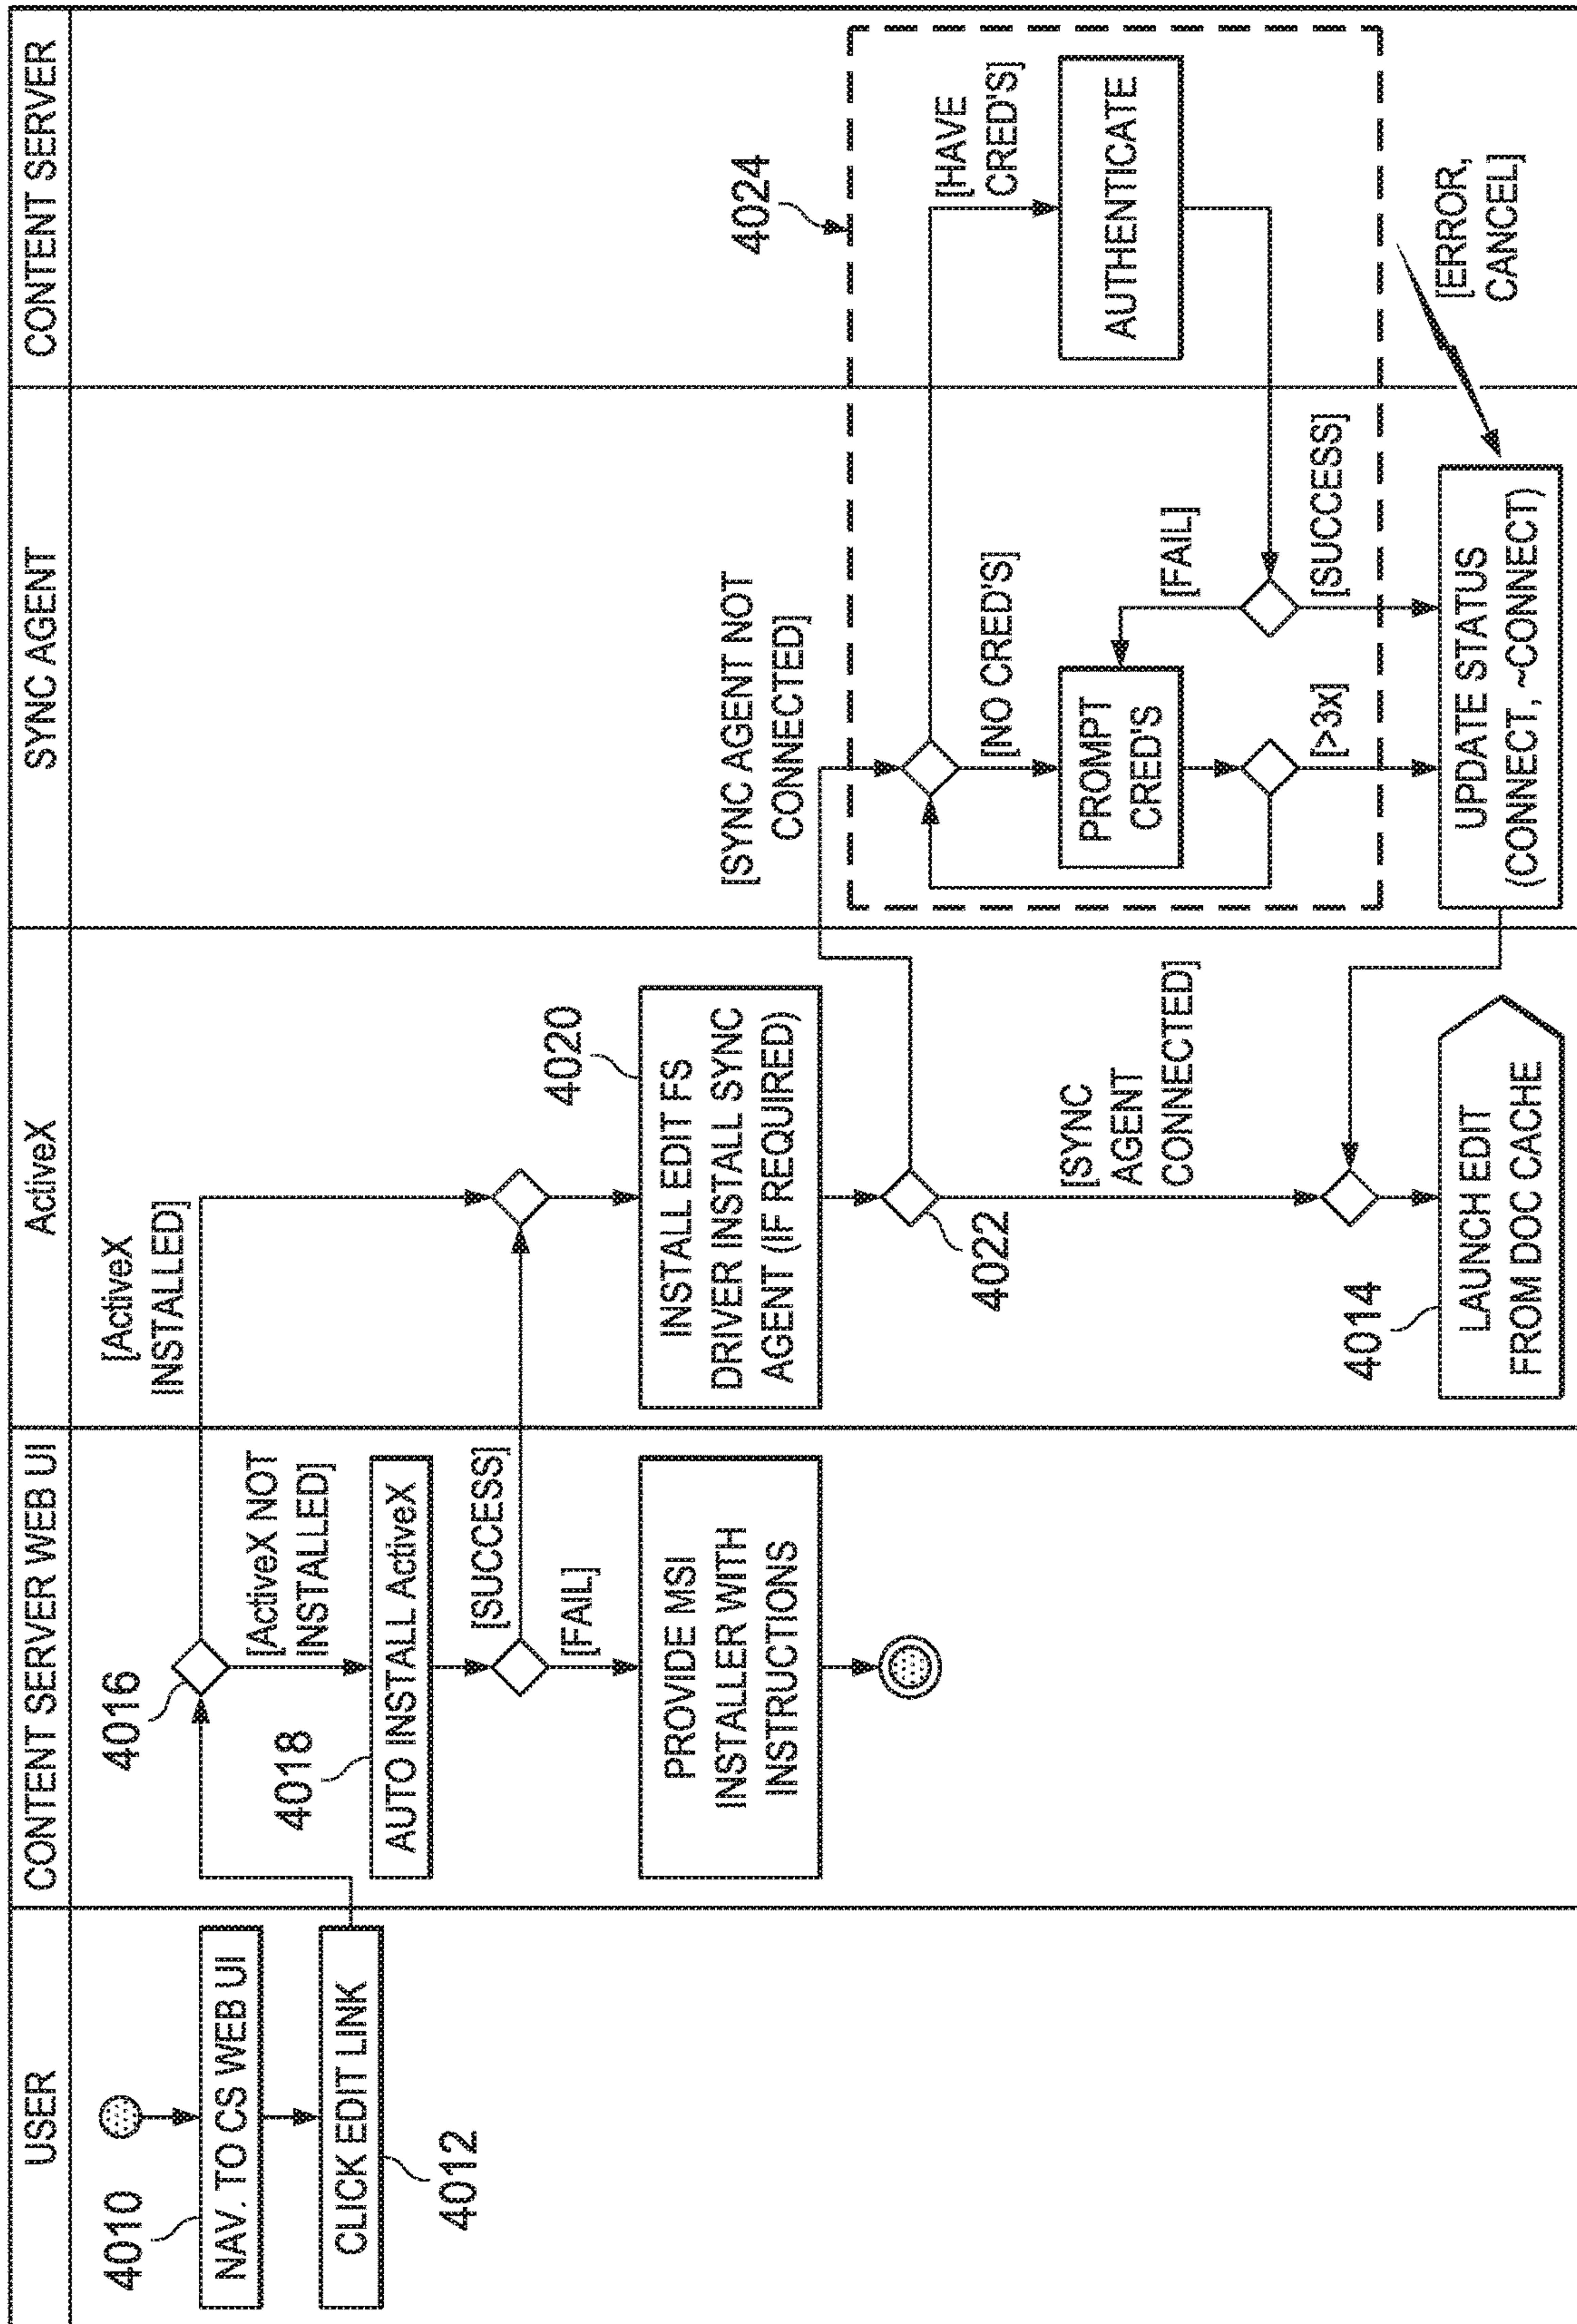 USER
CONTENT SERVER WEB UI
ActiveX
SYNC AGENT
CONTENT SERVER
4010
NAV. TO CS WEB UI
CLICK EDIT LINK
4012
4016
[ActiveX NOT
INSTALLED]
4018
AUTO INSTALL ActiveX
[SUCCESS]
[FAIL]
PROVIDE MSI
INSTALLER WITH
INSTRUCTIONS
[ActiveX
INSTALLED]
4020
INSTALL EDIT FS
DRIVER INSTALL SYNC
AGENT (IF REQUIRED)
4022
[SYNC
AGENT
CONNECTED]
4014
LAUNCH EDIT
FROM DOC CACHE
[SYNC AGENT NOT
CONNECTED]
[NO CRED'S]
PROMPT
CRED'S
[FAIL]
[>3x]
[SUCCESS]
UPDATE STATUS
(CONNECT, ~CONNECT)
4024
[HAVE
CRED'S]
AUTHENTICATE
[ERROR,
CANCEL]